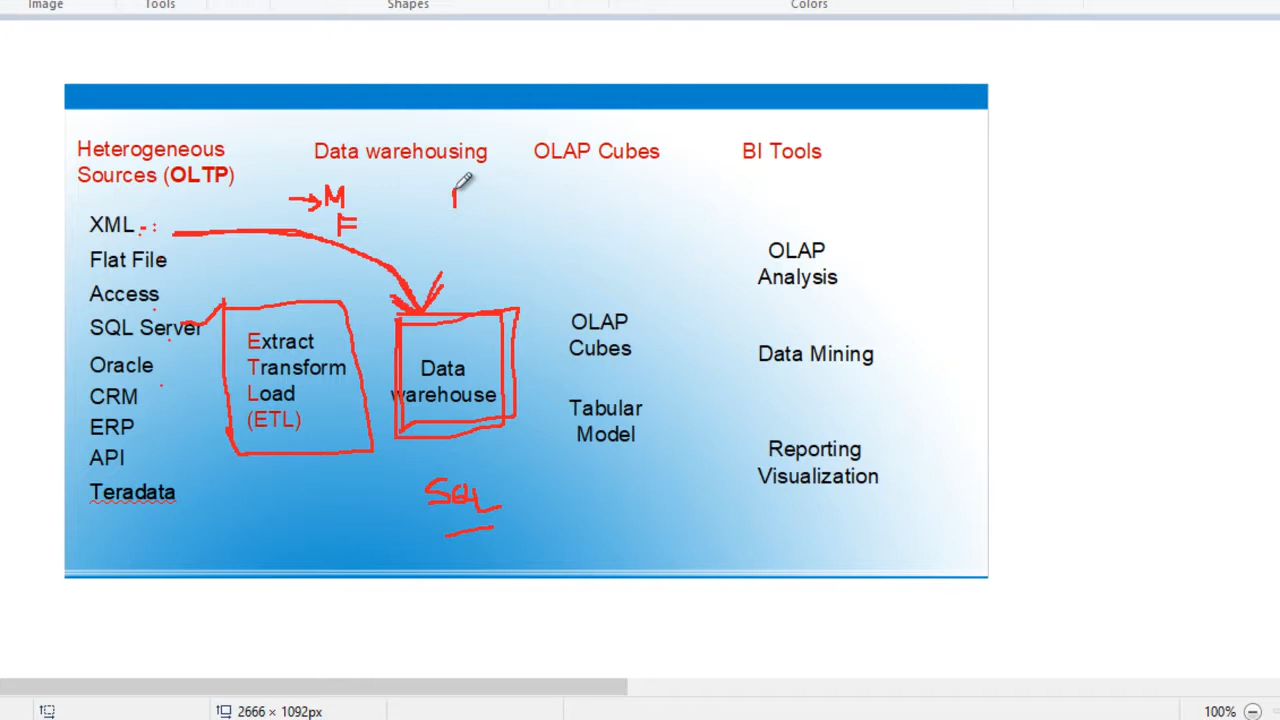 Image
Tools
Shapes
Colors
Heterogeneous
Sources (OLTP)
Data warehousing
OLAP Cubes
BI Tools
M
F
XML
Flat File
Access
SQL Server
Oracle
CRM
ERP
API
Teradata
Extract
Transform
Load
(ETL)
Data
warehouse
SQL
OLAP
Cubes
Tabular
Model
OLAP
Analysis
Data Mining
Reporting
Visualization
2666 × 1092px
100%